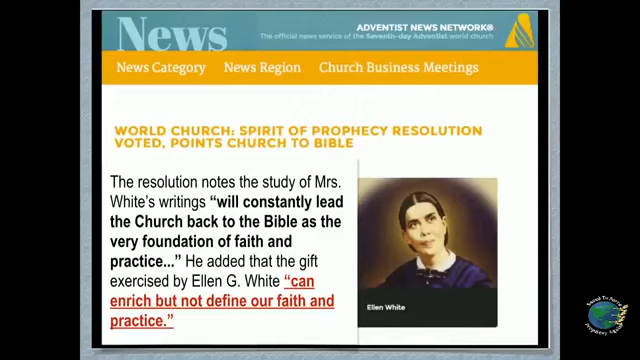 News
ADVENTIST NEWS NETWORK®
The official news service of the Seventh-day Adventist world church
News Category News Region Church Business Meetings
WORLD CHURCH: SPIRIT OF PROPHECY RESOLUTION
VOTED, POINTS CHURCH TO BIBLE
The resolution notes the study of Mrs.
White's writings "will constantly lead
the Church back to the Bible as the
very foundation of faith and
practice..." He added that the gift
exercised by Ellen G. White "can
enrich but not define our faith and
practice."
Ellen White